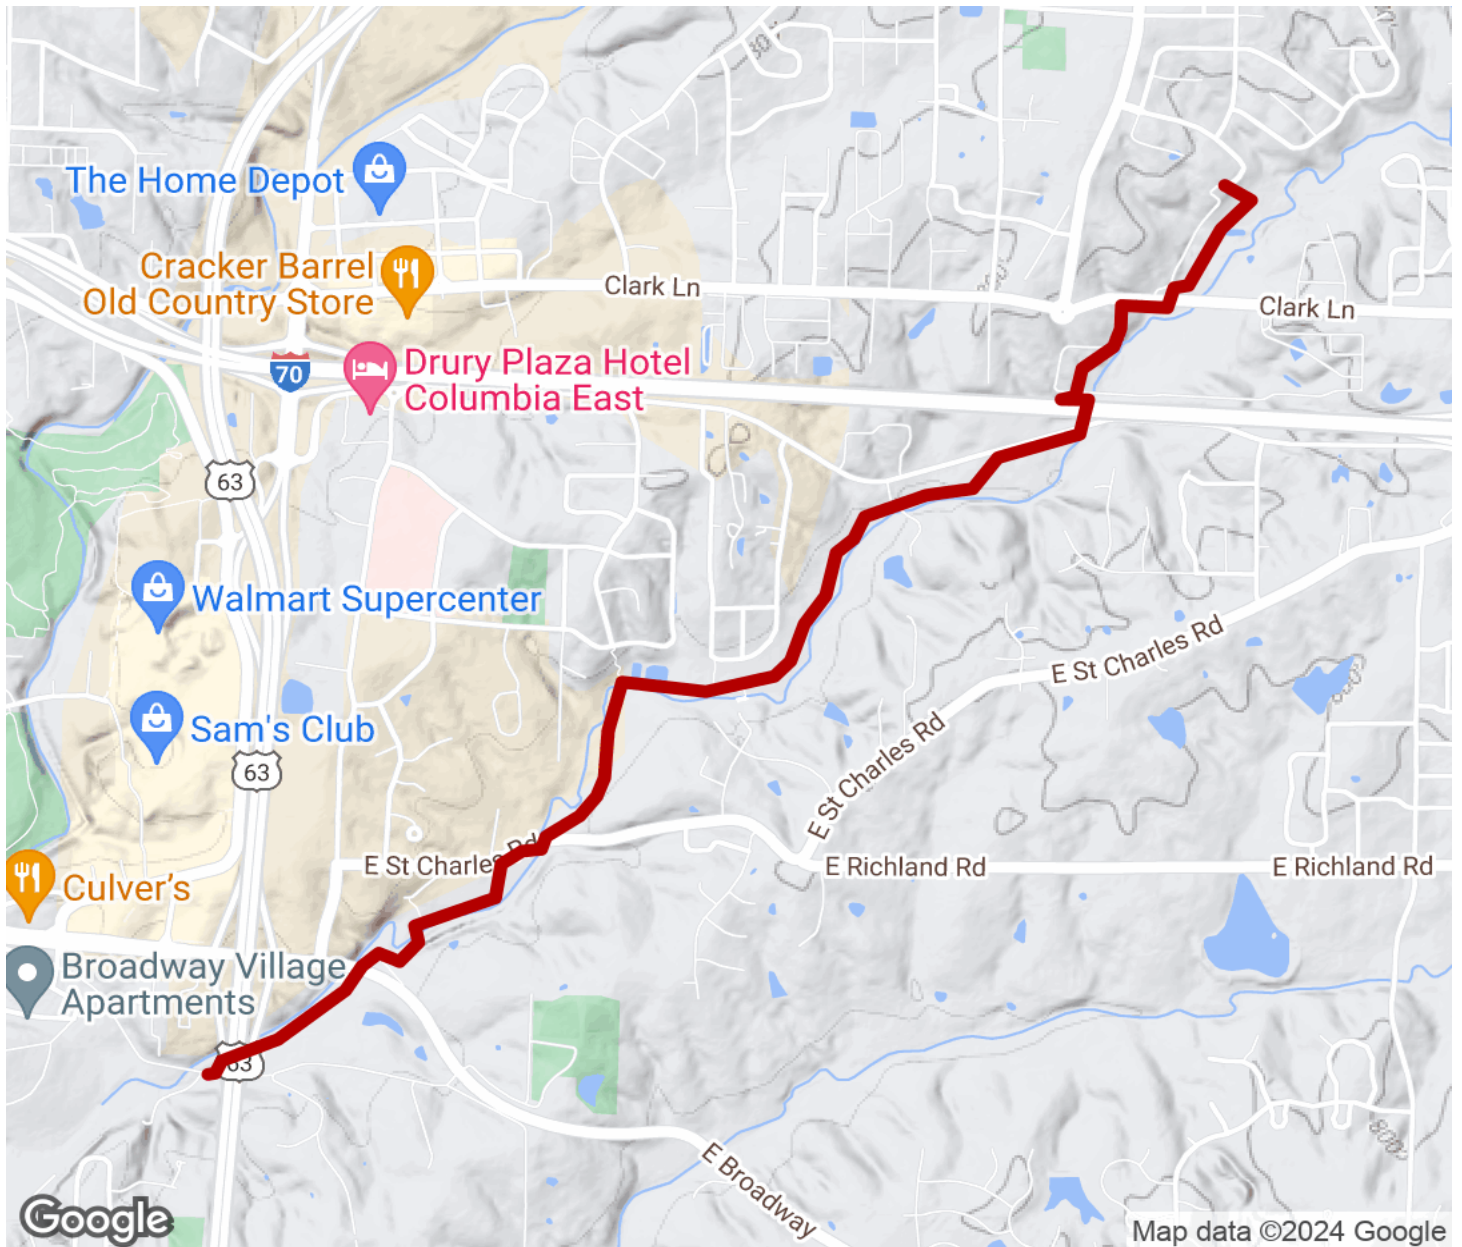 The Home Depot
Cracker Barrel
Old Country Store
Clark Ln
Clark Ln
Drury Plaza Hotel
Columbia East
70
63
Walmart Supercenter
E St Charles Rd
Sam's Club
E St Charles Rd
63
E St Charles Rd
E Richland Rd
E Richland Rd
Culver's
Broadway Village
Apartments
63
E Broadway
800
Google
Map data ©2024 Google